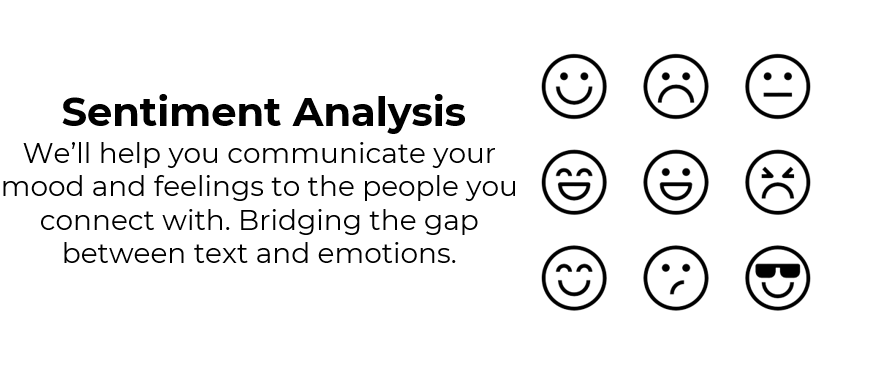 Sentiment Analysis
We’ll help you communicate your
mood and feelings to the people you
connect with. Bridging the gap
between text and emotions.